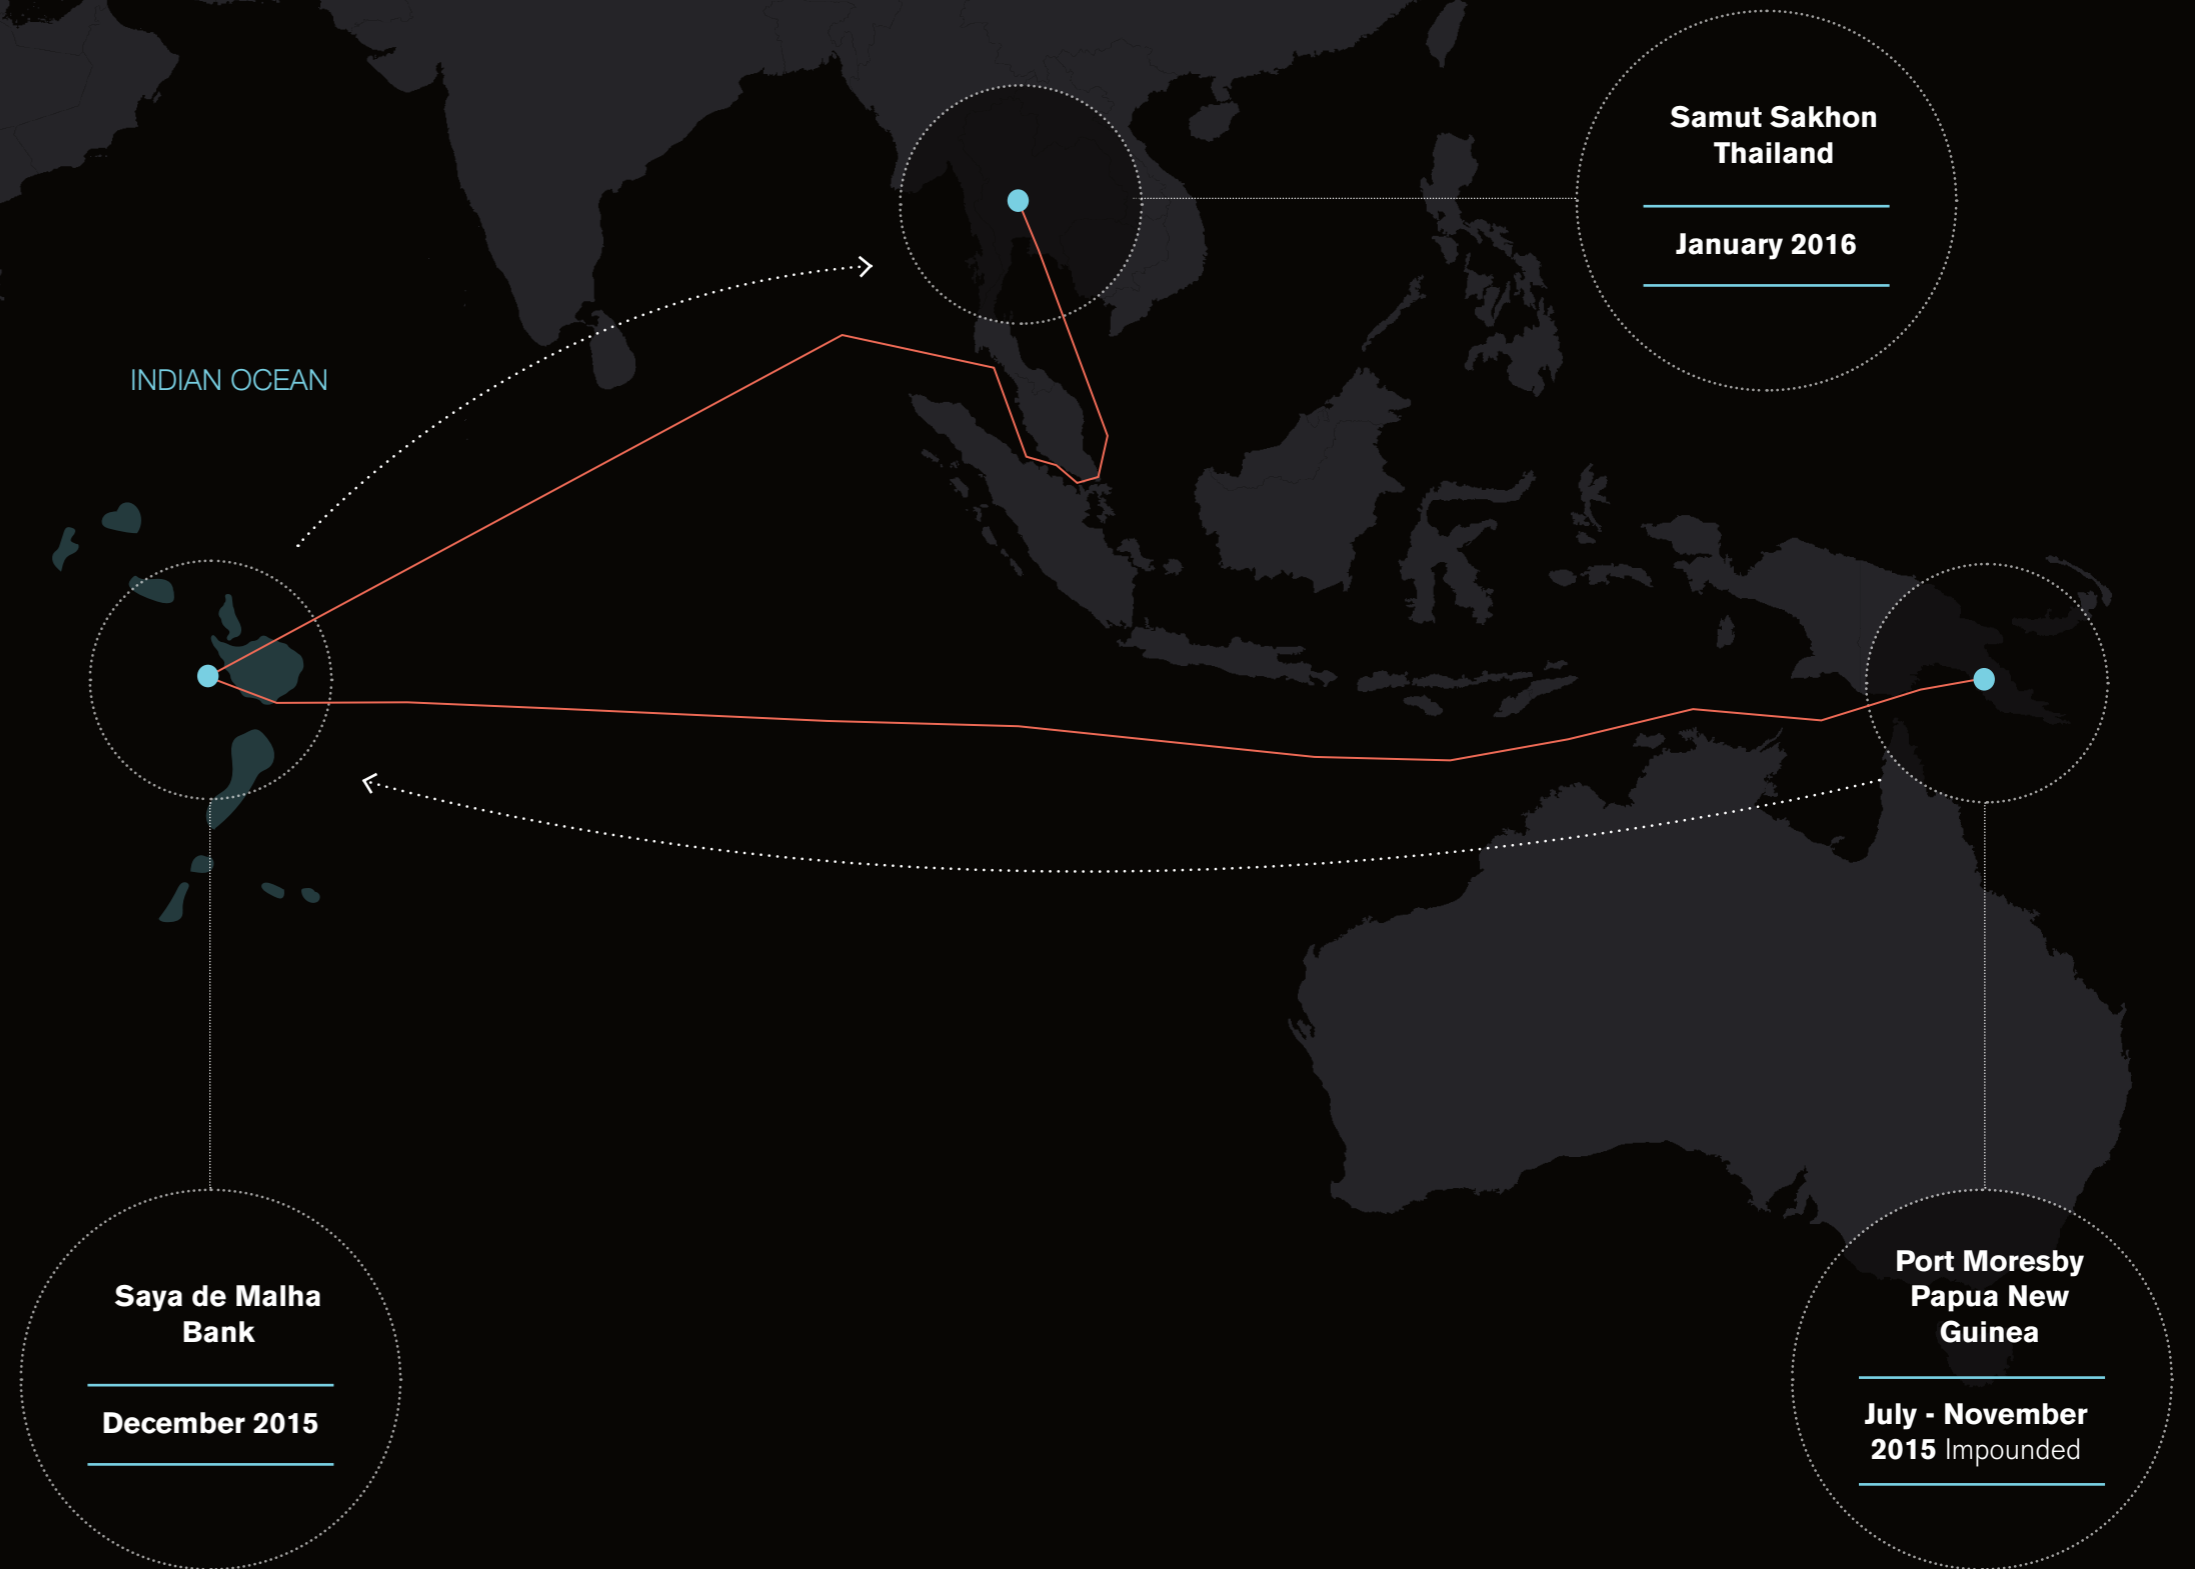 Samut Sakhon
Thailand
January 2016
INDIAN OCEAN
Saya de Malha
Bank
December 2015
Port Moresby
Papua New
Guinea
July - November
2015 Impounded